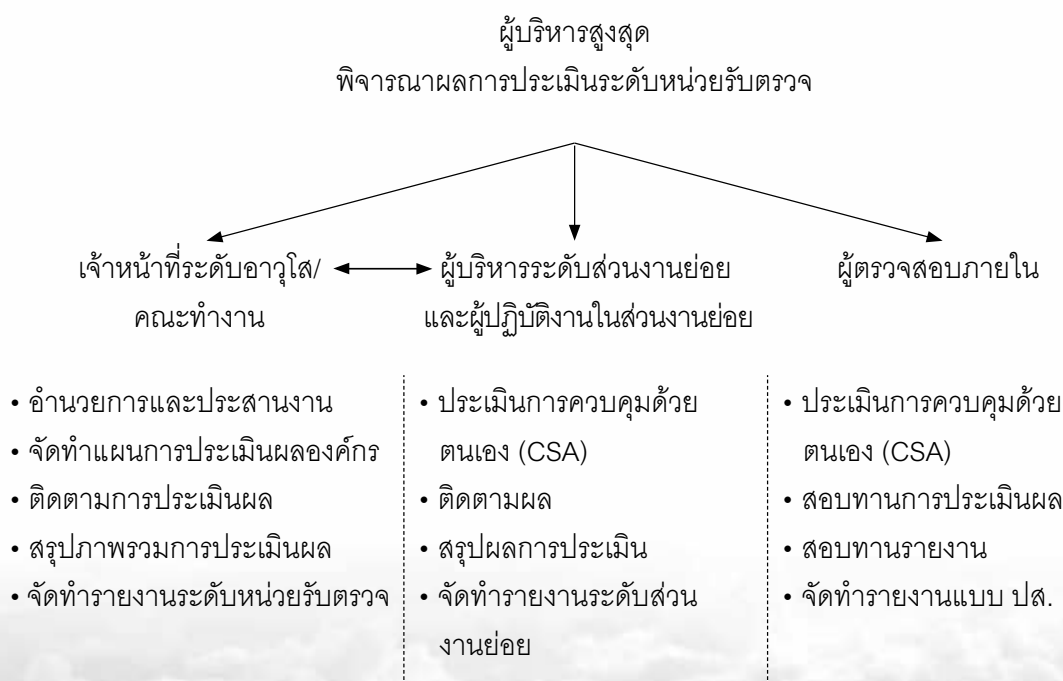 ผู้บริหารสูงสุด
พิจารณาผลการประเมินระดับหน่วยรับตรวจ
เจ้าหน้าที่ระดับอาวุโส/
คณะทำงาน
ผู้บริหารระดับส่วนงานย่อย
และผู้ปฏิบัติงานในส่วนงานย่อย
ผู้ตรวจสอบภายใน
• อำนวยการและประสานงาน
• จัดทำแผนการประเมินผลองค์กร
• ติดตามการประเมินผล
• สรุปภาพรวมการประเมินผล
• จัดทำรายงานระดับหน่วยรับตรวจ
• ประเมินการควบคุมด้วย
ตนเอง (CSA)
• ติดตามผล
• สรุปผลการประเมิน
• จัดทำรายงานระดับส่วน
งานย่อย
• ประเมินการควบคุมด้วย
ตนเอง (CSA)
• สอบทานการประเมินผล
• สอบทานรายงาน
• จัดทำรายงานแบบ ปส.